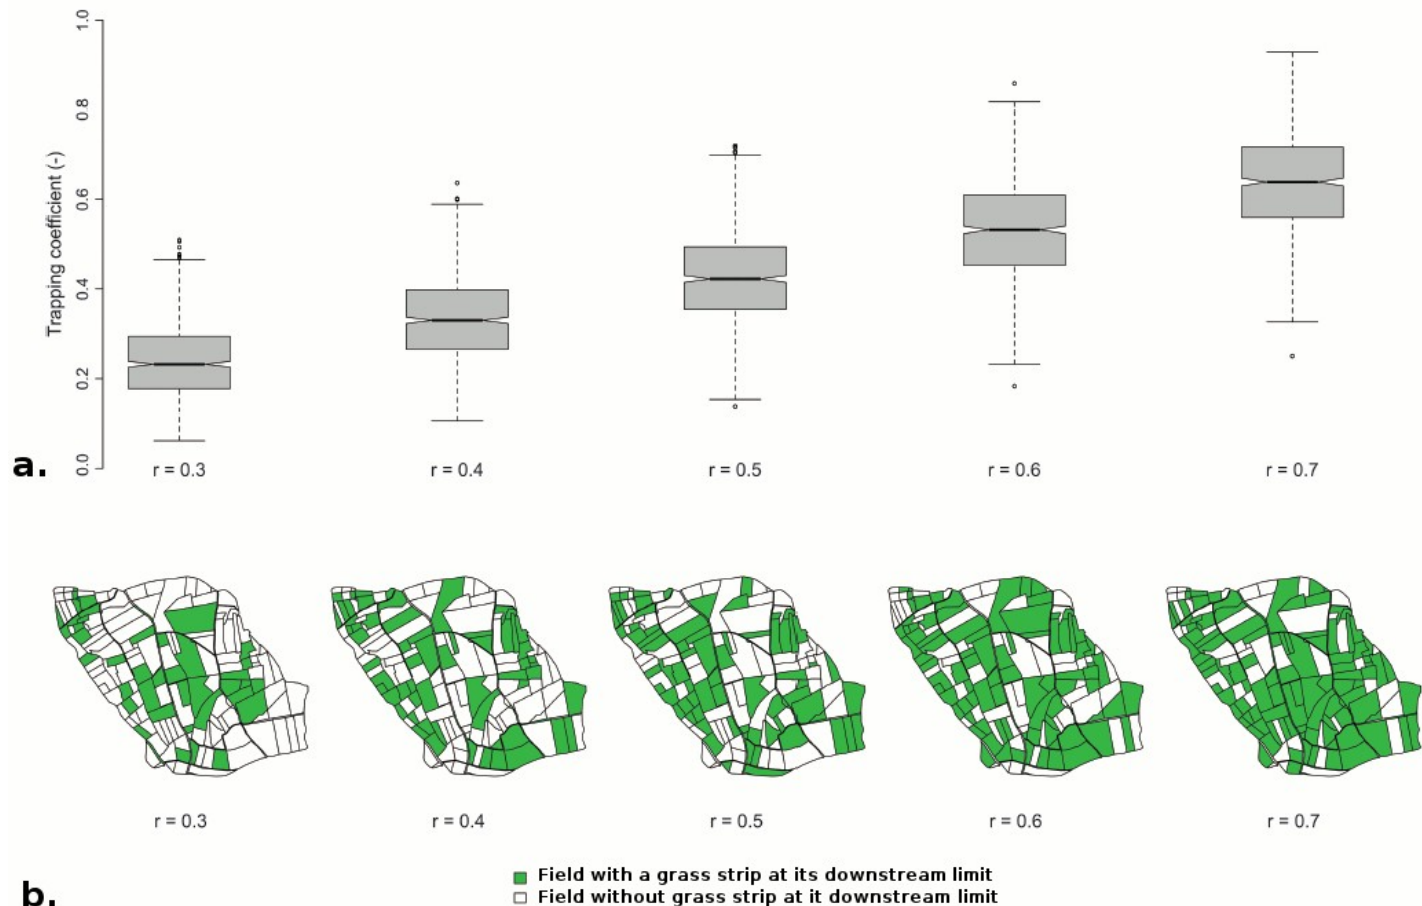 1.0
0.8
0.6
0.4
0.2
0.0
Trapping coefficient (-)
a.
r = 0.3 r = 0.4 r = 0.5 r = 0.6 r = 0.7
r = 0.3 r = 0.4 r = 0.5 r = 0.6 r = 0.7
Field with a grass strip at its downstream limit
Field without grass strip at it downstream limit
b.